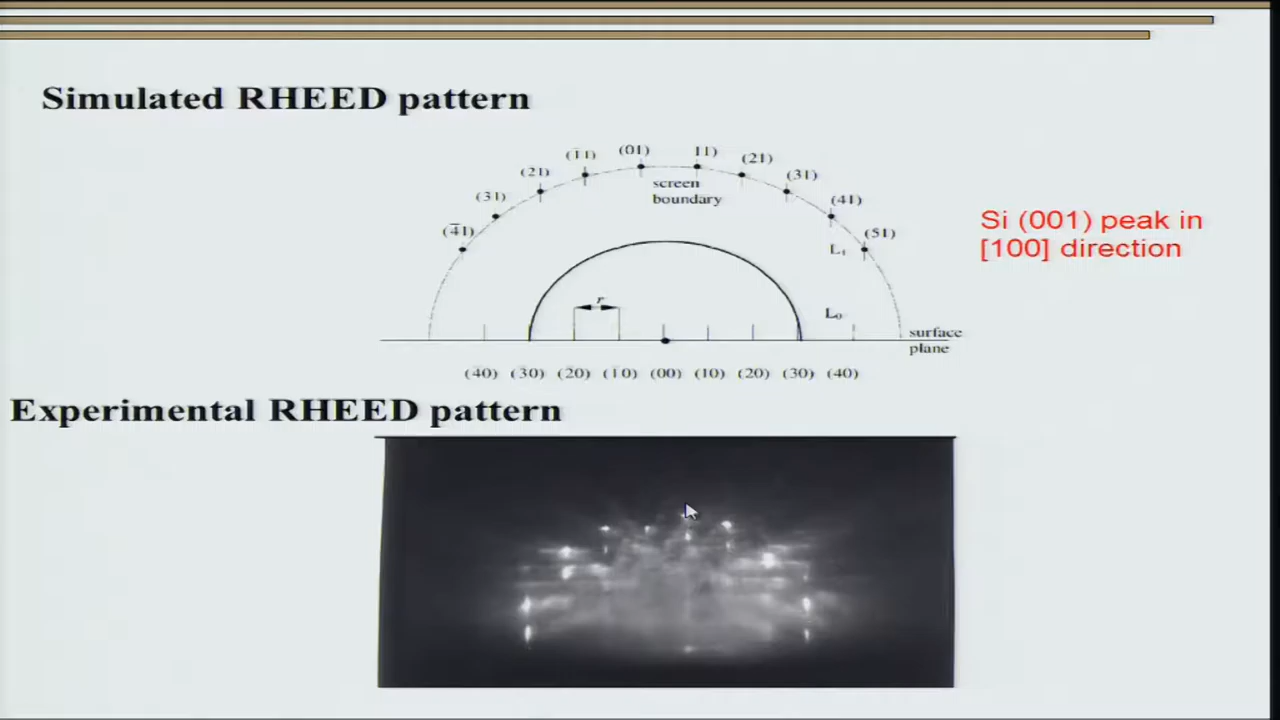 Simulated RHEED pattern
(01) 11)
(1̄1) (21)
(21) (31)
(31) (41)
(4̄1) (51)
screen
boundary
Si (001) peak in
[100] direction
L₁
r
L₀
surface
plane
(40) (30) (20) (10) (00) (10) (20) (30) (40)
Experimental RHEED pattern